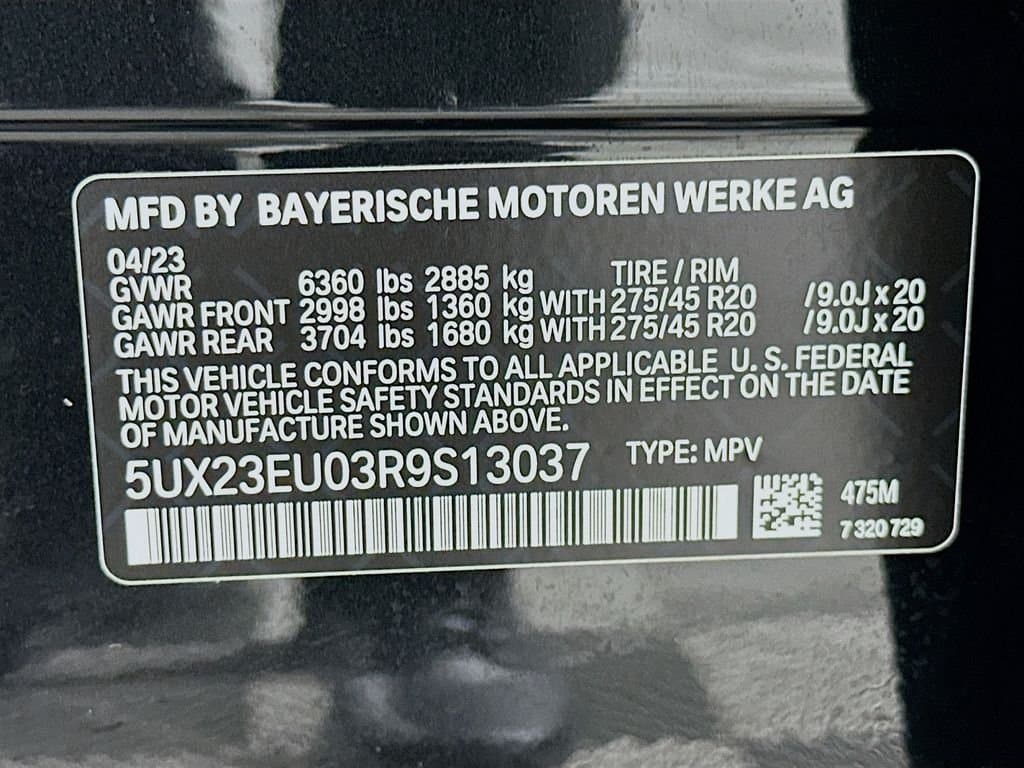 MFD BY BAYERISCHE MOTOREN WERKE AG
04/23
TIRE / RIM
GVWR 6360 lbs 2885 kg
GAWR FRONT 2998 lbs 1360 kg WITH 275/45 R20 /9.0J x 20
GAWR REAR 3704 lbs 1680 kg WITH 275/45 R20 /9.0J x 20
THIS VEHICLE CONFORMS TO ALL APPLICABLE U. S. FEDERAL
MOTOR VEHICLE SAFETY STANDARDS IN EFFECT ON THE DATE
OF MANUFACTURE SHOWN ABOVE.
5UX23EU03R9S13037 TYPE: MPV
475M
7 320 729